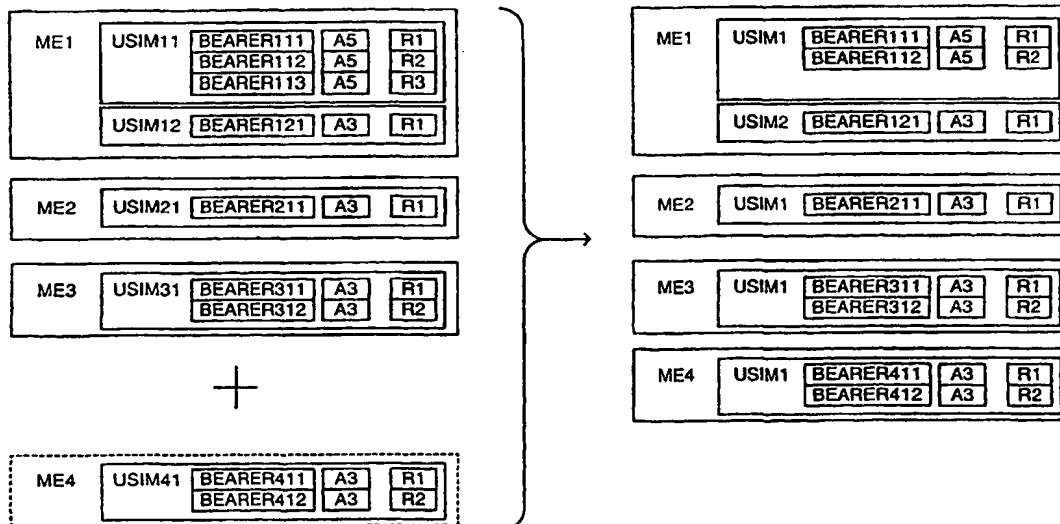 ME1 USIM11 BEARER111 A5 R1
BEARER112 A5 R2
BEARER113 A5 R3
USIM12 BEARER121 A3 R1
ME2 USIM21 BEARER211 A3 R1
ME3 USIM31 BEARER311 A3 R1
BEARER312 A3 R2
+
ME4 USIM41 BEARER411 A3 R1
BEARER412 A3 R2
ME1 USIM1 BEARER111 A5 R1
BEARER112 A5 R2
USIM2 BEARER121 A3 R1
ME2 USIM1 BEARER211 A3 R1
ME3 USIM1 BEARER311 A3 R1
BEARER312 A3 R2
ME4 USIM1 BEARER411 A3 R1
BEARER412 A3 R2